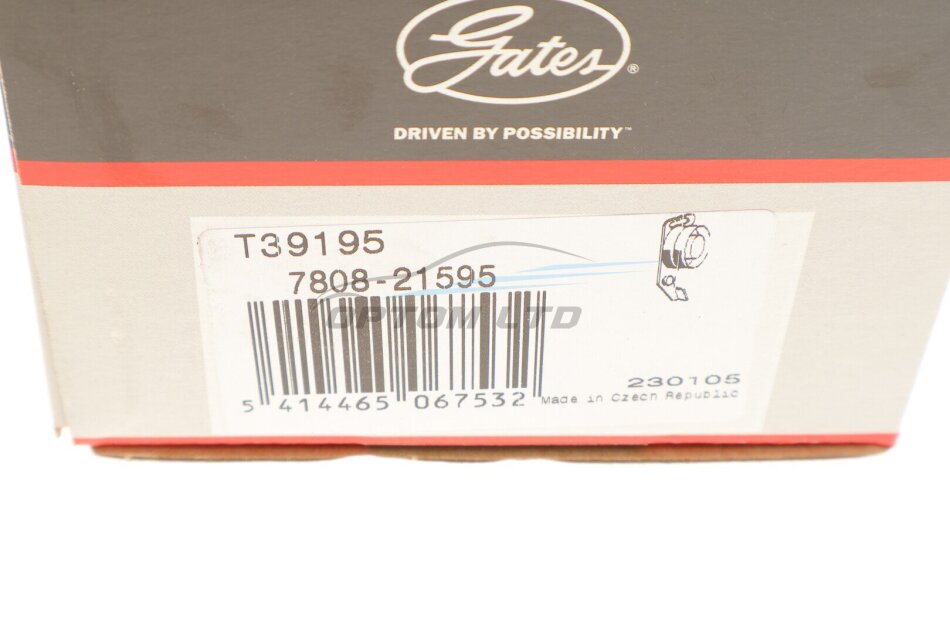 Gates®
DRIVEN BY POSSIBILITY™
T39195
7808-21595
OPTOM LTD
5 414465 067532
230105
Made in Czech Republic